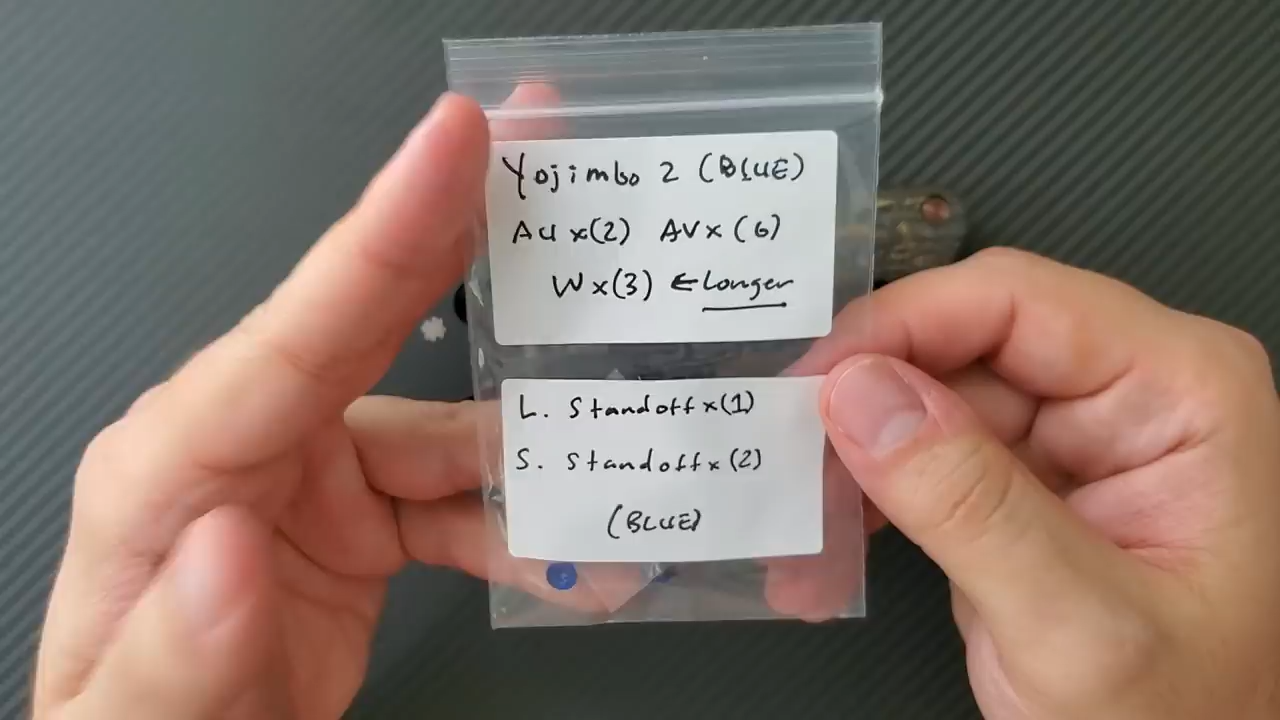 Yojimbo 2 (BLUE)
AU x(2) AV x (6)
W x(3) ← Longer
L. Standoff x(1)
S. Standoff x (2)
(BLUE)